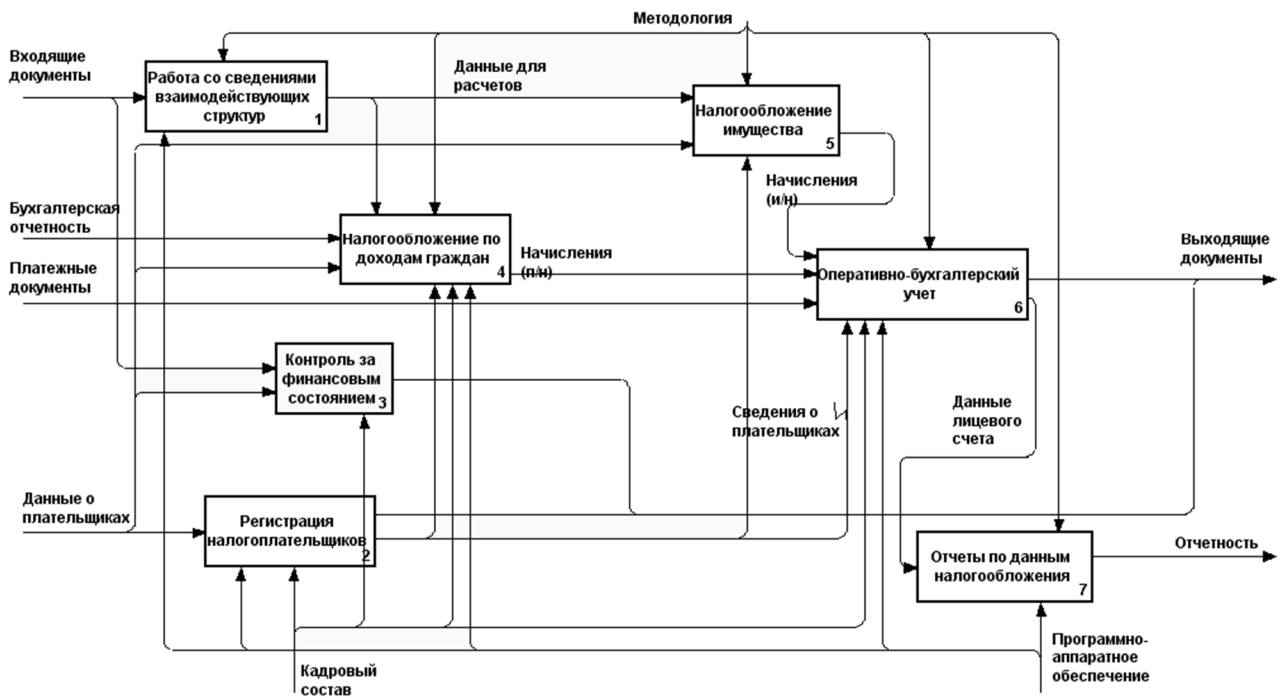 Методология
Входящие
документы
Работа со сведениями
взаимодействующих
структур
1
Данные для
расчетов
Налогообложение
имущества
5
Начисления
(и/н)
Бухгалтерская
отчетность
Налогообложение по
доходам граждан
4
Начисления
(п/н)
Платежные
документы
Оперативно-бухгалтерский
учет
6
Выходящие
документы
Контроль за
финансовым
состоянием
3
Сведения о
плательщиках
Данные
лицевого
счета
Данные о
плательщиках
Регистрация
налогоплательщиков
2
Отчеты по данным
налогообложения
7
Отчетность
Кадровый
состав
Программно-
аппаратное
обеспечение